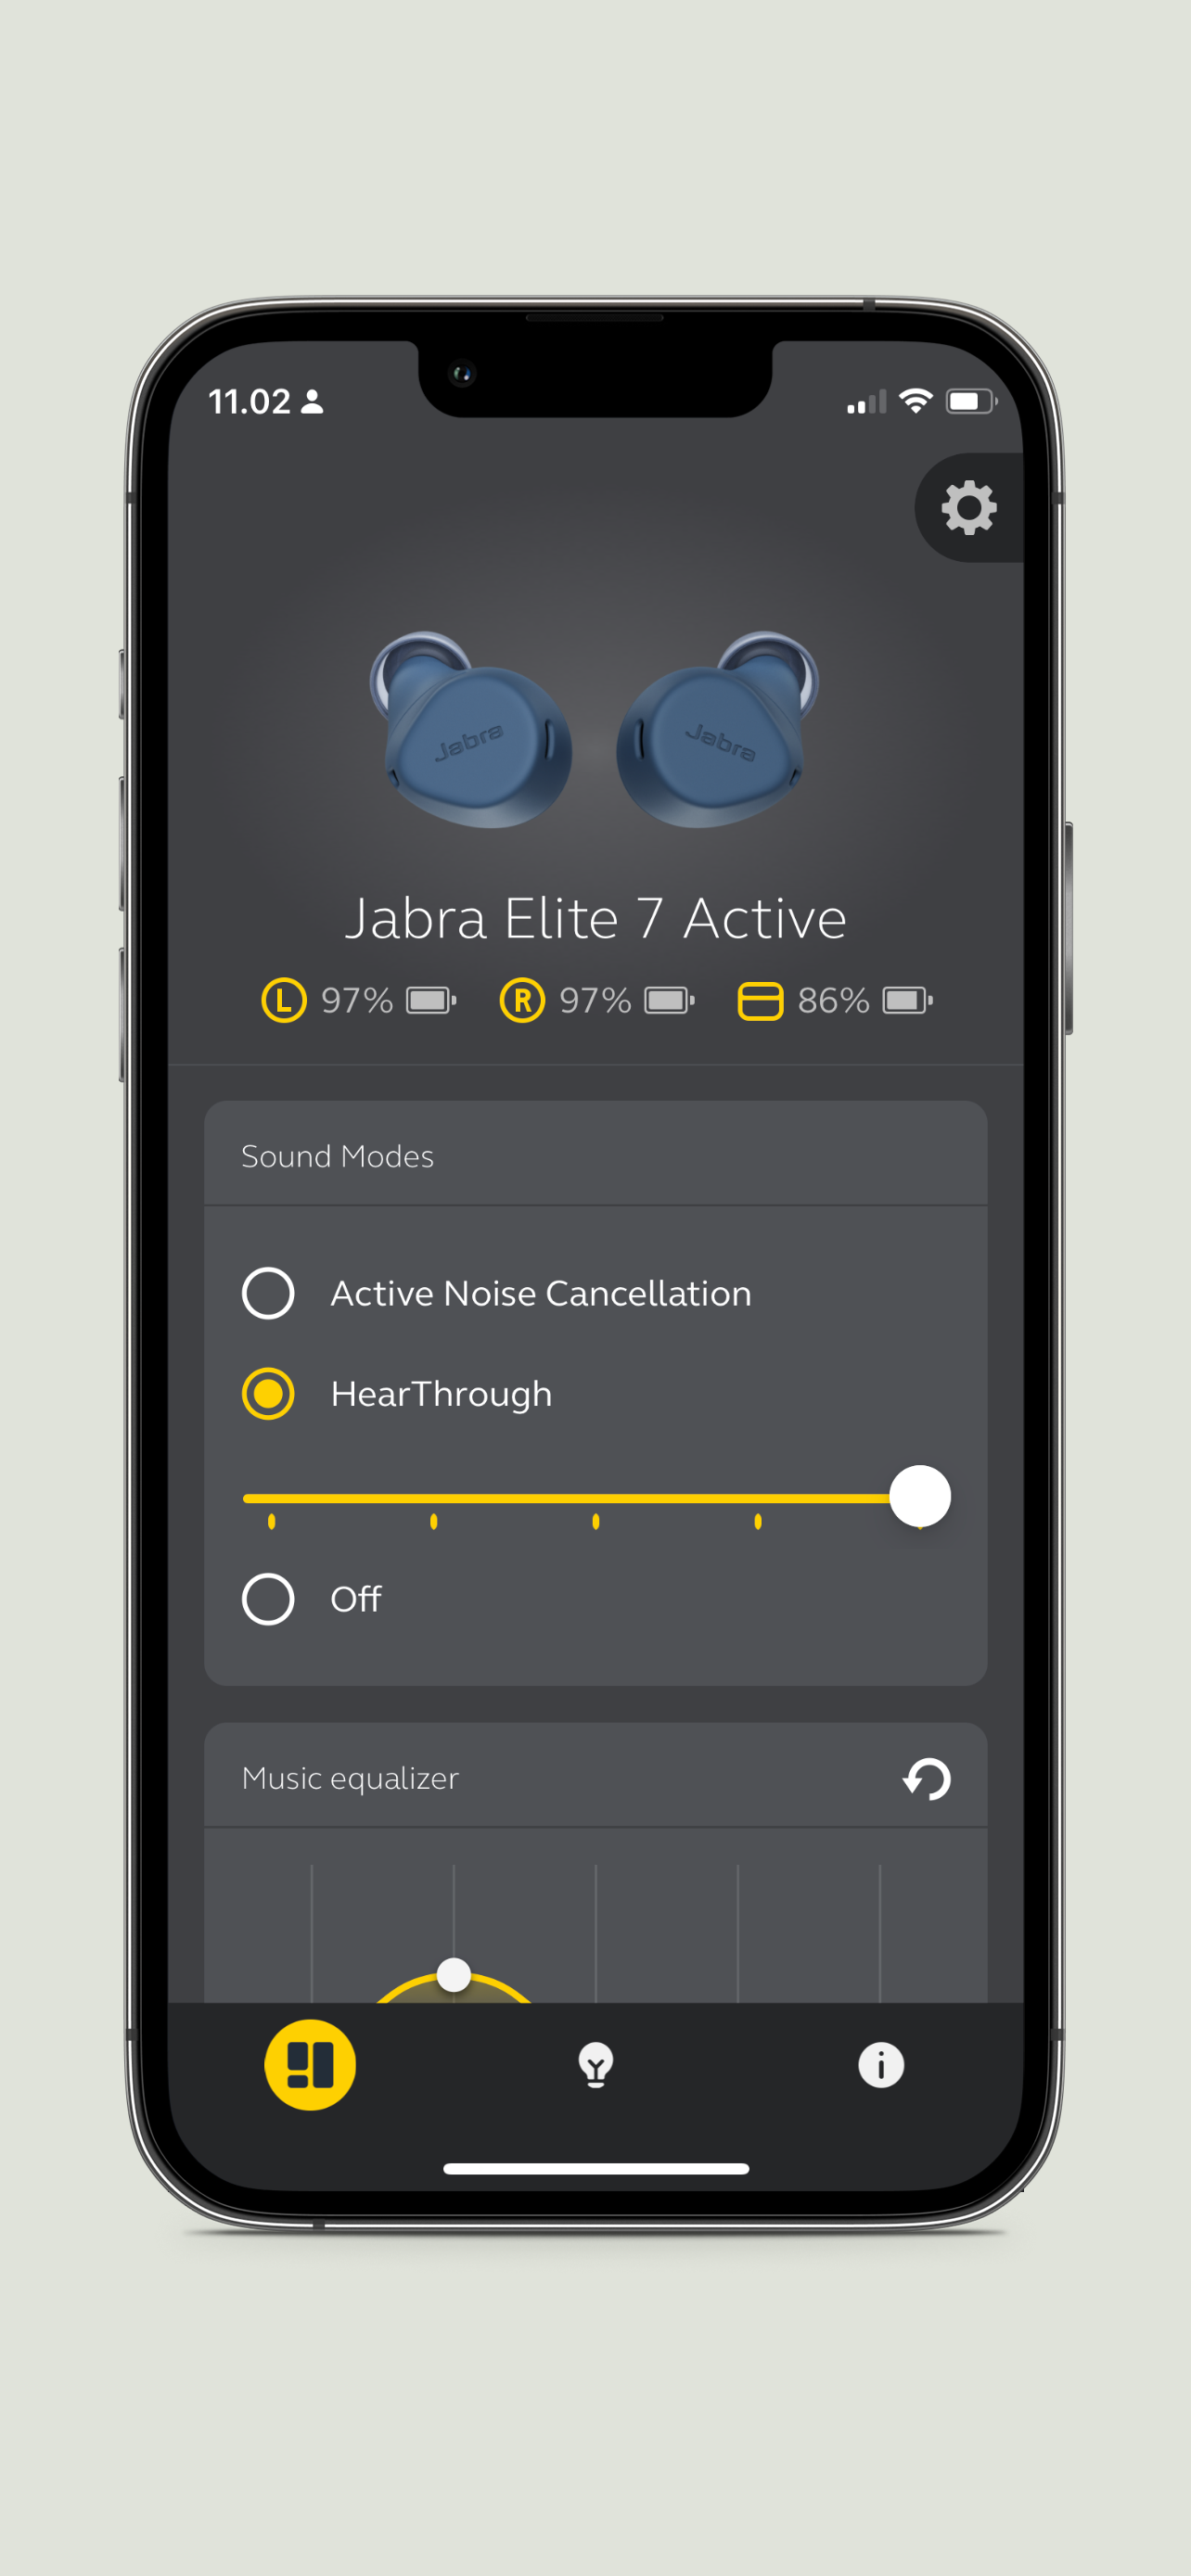 11.02
Jabra Jabra
Jabra Elite 7 Active
L 97% R 97% 86%
Sound Modes
Active Noise Cancellation
HearThrough
Off
Music equalizer